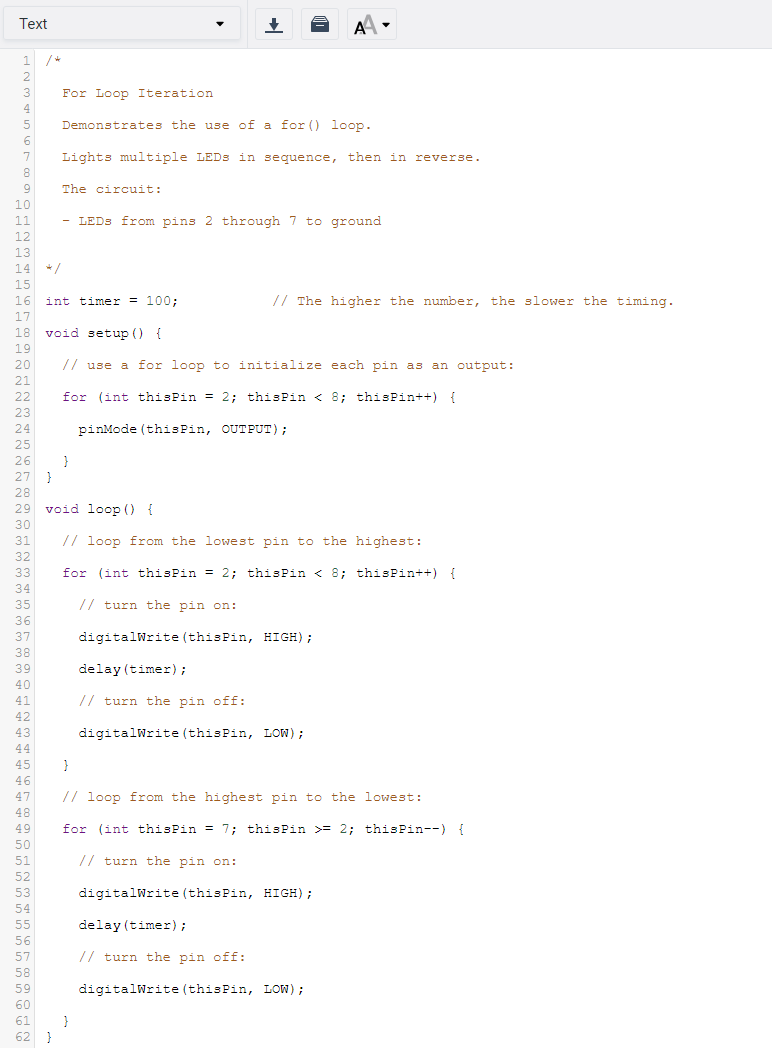 Text
AA
1 /*
2
3   For Loop Iteration
4
5   Demonstrates the use of a for() loop.
6
7   Lights multiple LEDs in sequence, then in reverse.
8
9   The circuit:
10
11   - LEDs from pins 2 through 7 to ground
12
13
14 */
15
16 int timer = 100;           // The higher the number, the slower the timing.
17
18 void setup() {
19
20   // use a for loop to initialize each pin as an output:
21
22   for (int thisPin = 2; thisPin < 8; thisPin++) {
23
24     pinMode(thisPin, OUTPUT);
25
26   }
27 }
28
29 void loop() {
30
31   // loop from the lowest pin to the highest:
32
33   for (int thisPin = 2; thisPin < 8; thisPin++) {
34
35     // turn the pin on:
36
37     digitalWrite(thisPin, HIGH);
38
39     delay(timer);
40
41     // turn the pin off:
42
43     digitalWrite(thisPin, LOW);
44
45   }
46
47   // loop from the highest pin to the lowest:
48
49   for (int thisPin = 7; thisPin >= 2; thisPin--) {
50
51     // turn the pin on:
52
53     digitalWrite(thisPin, HIGH);
54
55     delay(timer);
56
57     // turn the pin off:
58
59     digitalWrite(thisPin, LOW);
60
61   }
62 }